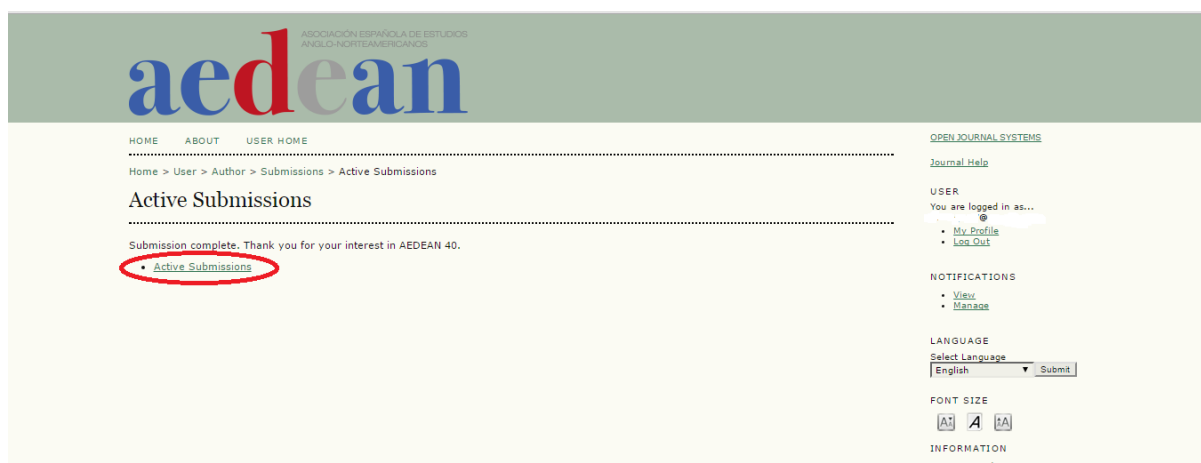 ASOCIACIÓN ESPAÑOLA DE ESTUDIOS
ANGLO-NORTEAMERICANOS
aedean
HOME ABOUT USER HOME
Home > User > Author > Submissions > Active Submissions
Active Submissions
Submission complete. Thank you for your interest in AEDEAN 40.
• Active Submissions
OPEN JOURNAL SYSTEMS
Journal Help
USER
You are logged in as...
@
• My Profile
• Log Out
NOTIFICATIONS
• View
• Manage
LANGUAGE
Select Language
English Submit
FONT SIZE
A A A
INFORMATION